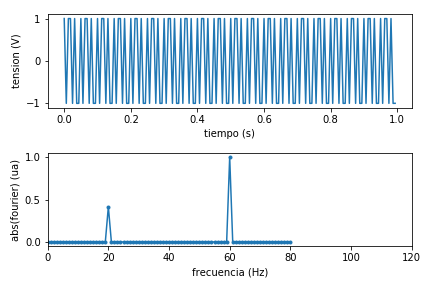 1
0
−1
tension (V)
0.0 0.2 0.4 0.6 0.8 1.0
tiempo (s)
1.0
0.5
0.0
abs(fourier) (ua)
0 20 40 60 80 100 120
frecuencia (Hz)